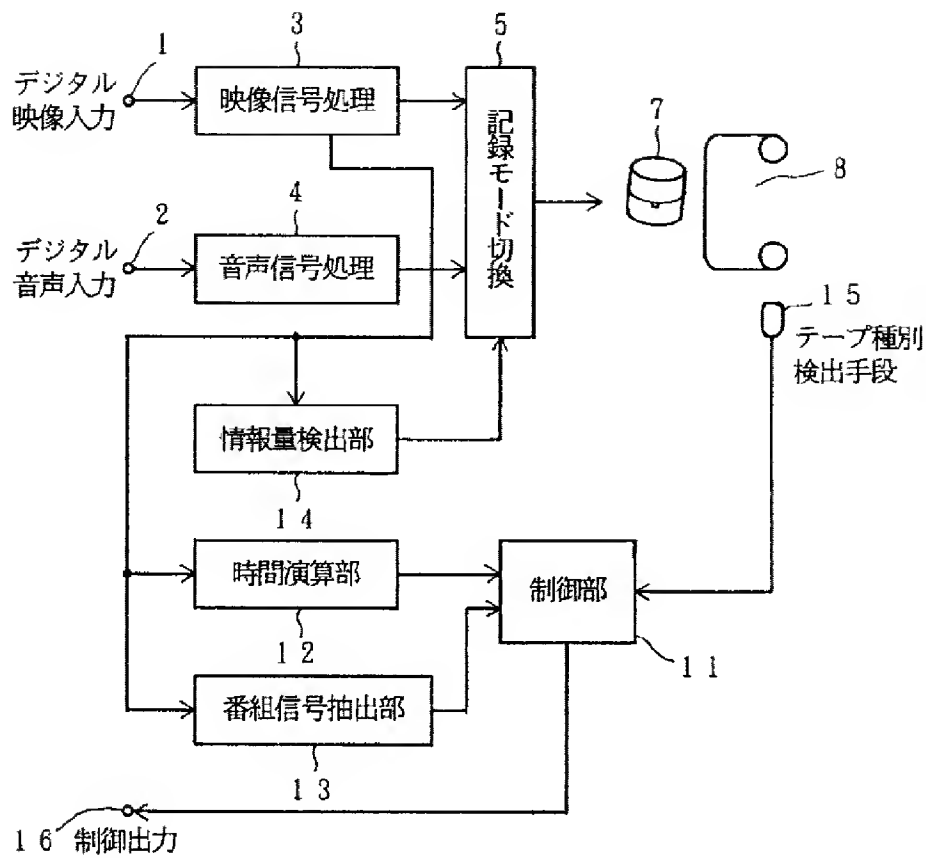 3
5
1
デジタル
映像入力
映像信号処理
記録モード切換
7
8
4
2
デジタル
音声入力
音声信号処理
15
テープ種別
検出手段
情報量検出部
14
時間演算部
制御部
12
11
番組信号抽出部
13
16 制御出力